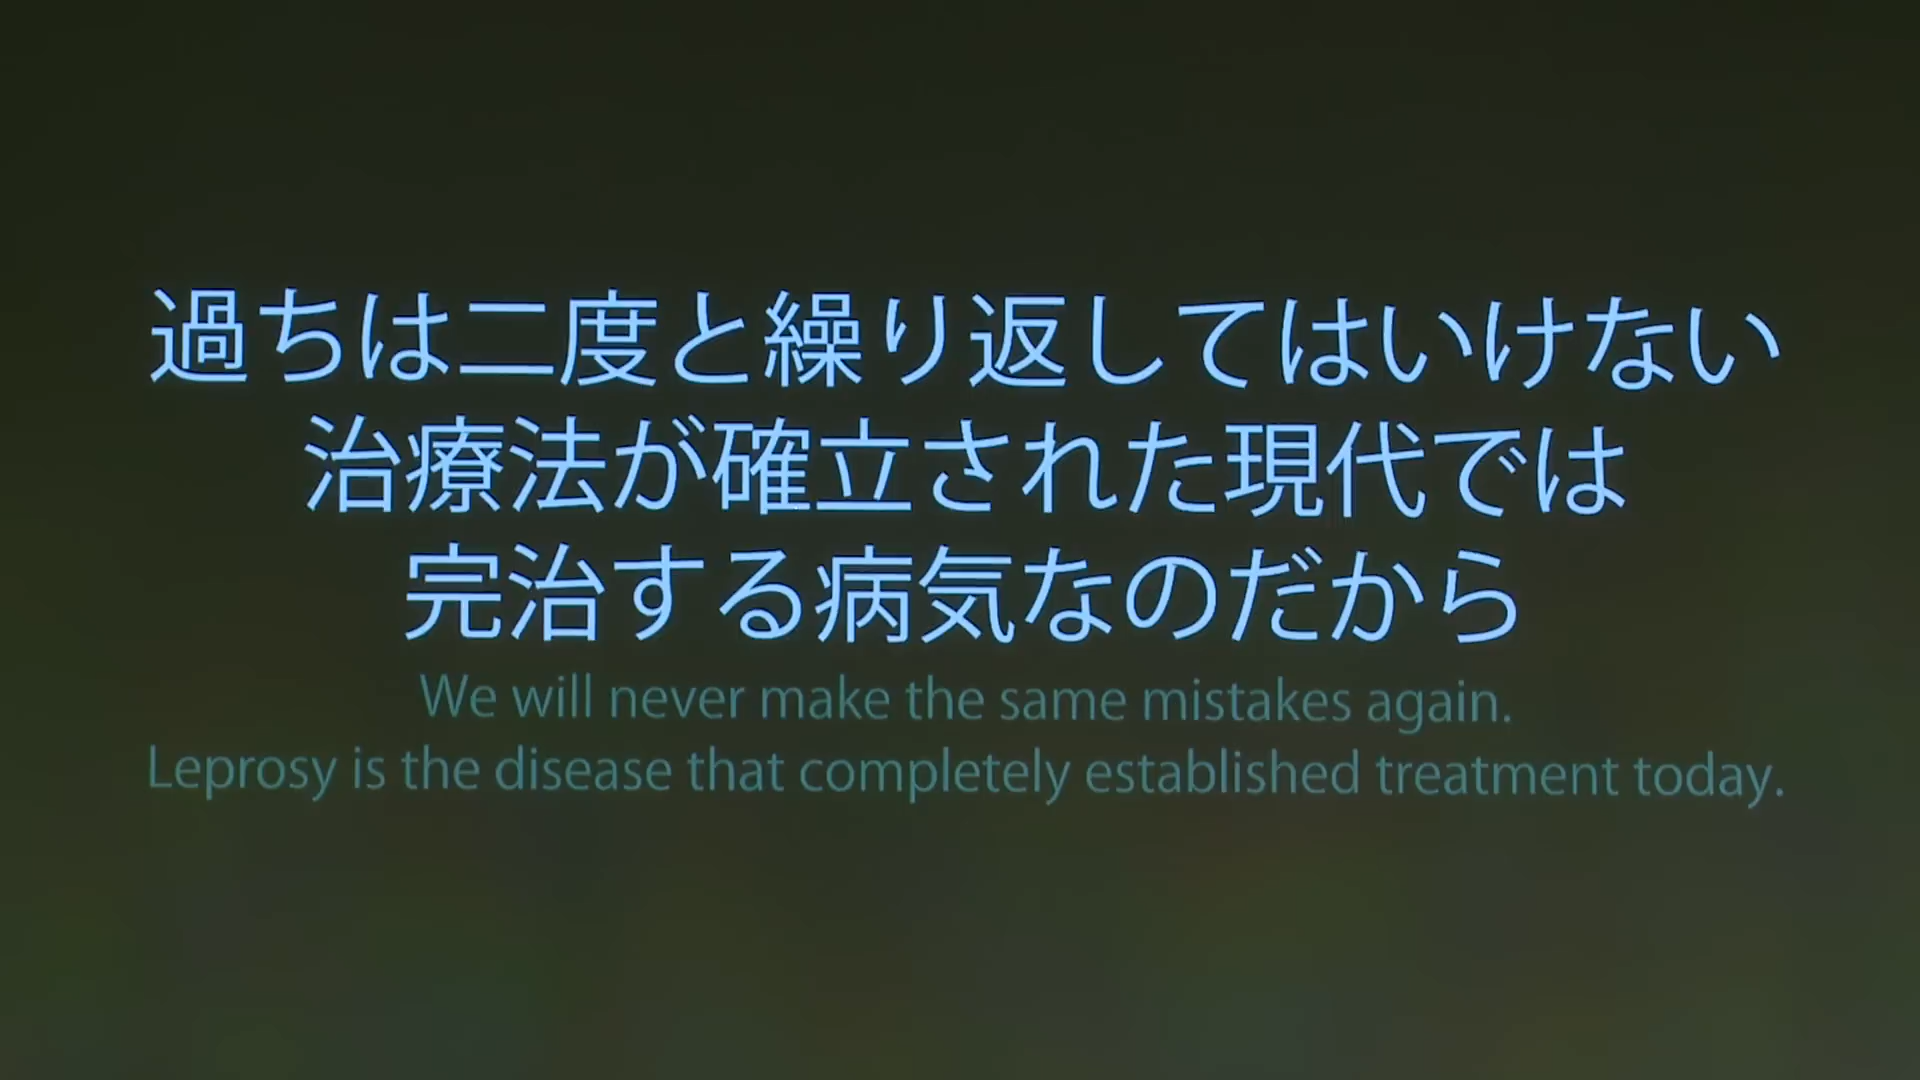 過ちは二度と繰り返してはいけない
治療法が確立された現代では
完治する病気なのだから
We will never make the same mistakes again.
Leprosy is the disease that completely established treatment today.